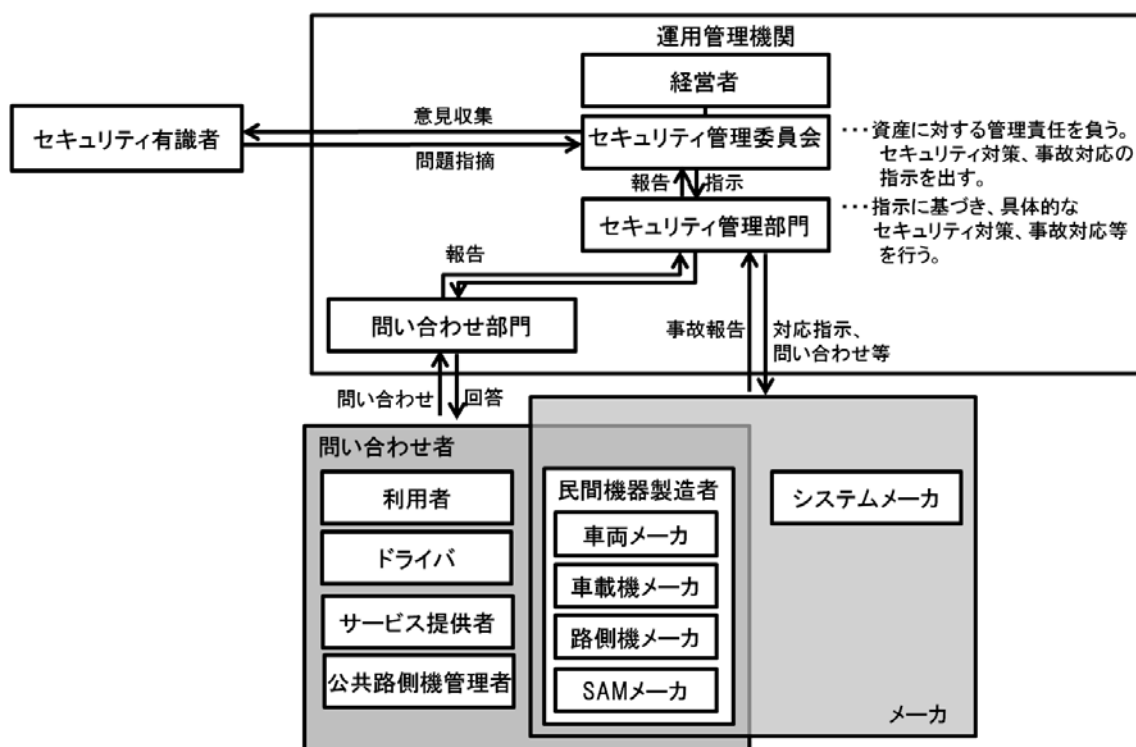 運用管理機関
経営者
セキュリティ有識者
意見収集
問題指摘
セキュリティ管理委員会
・・・資産に対する管理責任を負う。
セキュリティ対策、事故対応の
指示を出す。
報告
指示
セキュリティ管理部門
・・・指示に基づき、具体的な
セキュリティ対策、事故対応等
を行う。
報告
問い合わせ部門
事故報告
対応指示、
問い合わせ等
問い合わせ
回答
問い合わせ者
利用者
ドライバ
サービス提供者
公共路側機管理者
民間機器製造者
車両メーカ
車載機メーカ
路側機メーカ
SAMメーカ
システムメーカ
メーカ